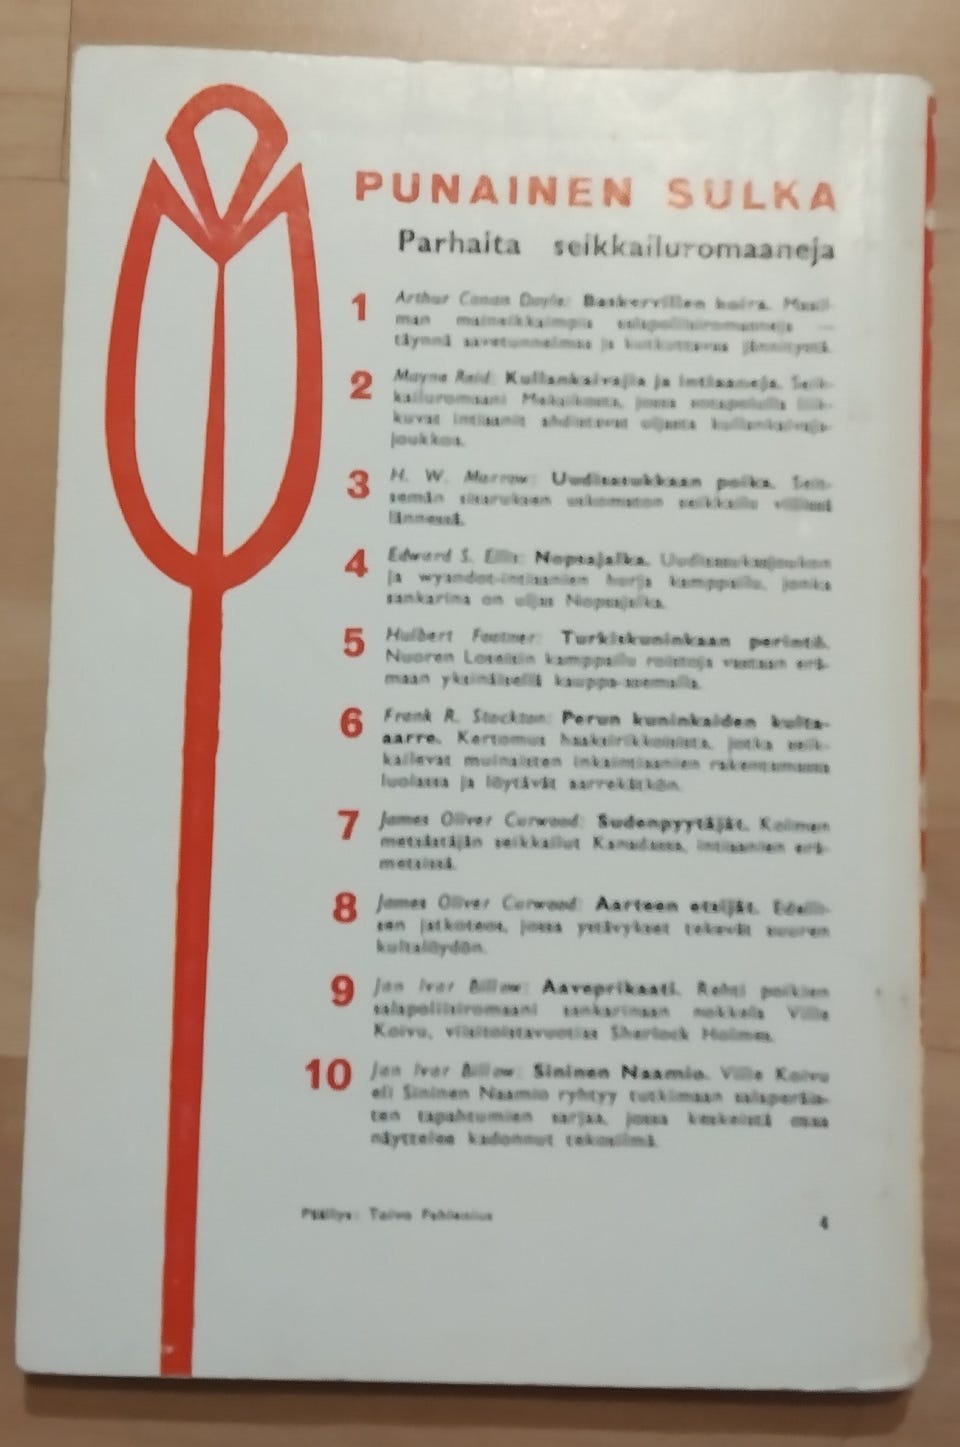 PUNAINEN SULKA
Parhaita seikkailuromaaneja
1 Arthur Conan Doyle: Baskervillen koira. Maail-
man maineikkaimpia salapoliisiromaaneja —
täynnä aavetunnelmaa ja kutkuttavaa jännitystä.
2 Mayne Reid: Kullankaivajia ja intiaaneja. Seik-
kailuromaani Meksikosta, jossa sotapolulla liik-
kuvat intiaanit ahdistavat uljasta kullankaivaja-
joukkoa.
3 H. W. Marrow: Uudisasukkaan poika. Seit-
semän sisaruksen uskomaton seikkailu villissä
lännessä.
4 Edward S. Ellis: Nopsajalka. Uudisasukasjoukon
ja wyandot-intiaanien hurja kamppailu, jonka
sankarina on uljas Nopsajalka.
5 Hulbert Footner: Turkiskuninkaan perintö.
Nuoren kamppailu roistoja vastaan erä-
maan yksinäisellä kauppa-asemalla.
6 Frank R. Stockton: Perun kuninkaiden kulta-
aarre. Kertomus haaksirikkoisista, jotka seik-
kailevat muinaisten inkaintiaanien rakentamassa
luolassa ja löytävät aarrekätkön.
7 James Oliver Curwood: Sudenpyytäjät. Kolmen
metsästäjän seikkailut Kanadassa, intiaanien erä-
metsissä.
8 James Oliver Curwood: Aarteen etsijät. Edelli-
sen jatkoteos, jossa ystävykset tekevät suuren
kultalöydön.
9 Jan Ivar Billow: Aaveprikaati. Rehti poikien
salapoliisiromaani sankarinaan nokkela Ville
Koivu, viisitoistavuotias Sherlock Holmes.
10 Jan Ivar Billow: Sininen Naamio. Ville Koivu
eli Sininen Naamio ryhtyy tutkimaan salaperäis-
ten tapahtumien sarjaa, jossa keskeistä osaa
näyttelee kadonnut tekosilmä.
Päällys: Taivo 4